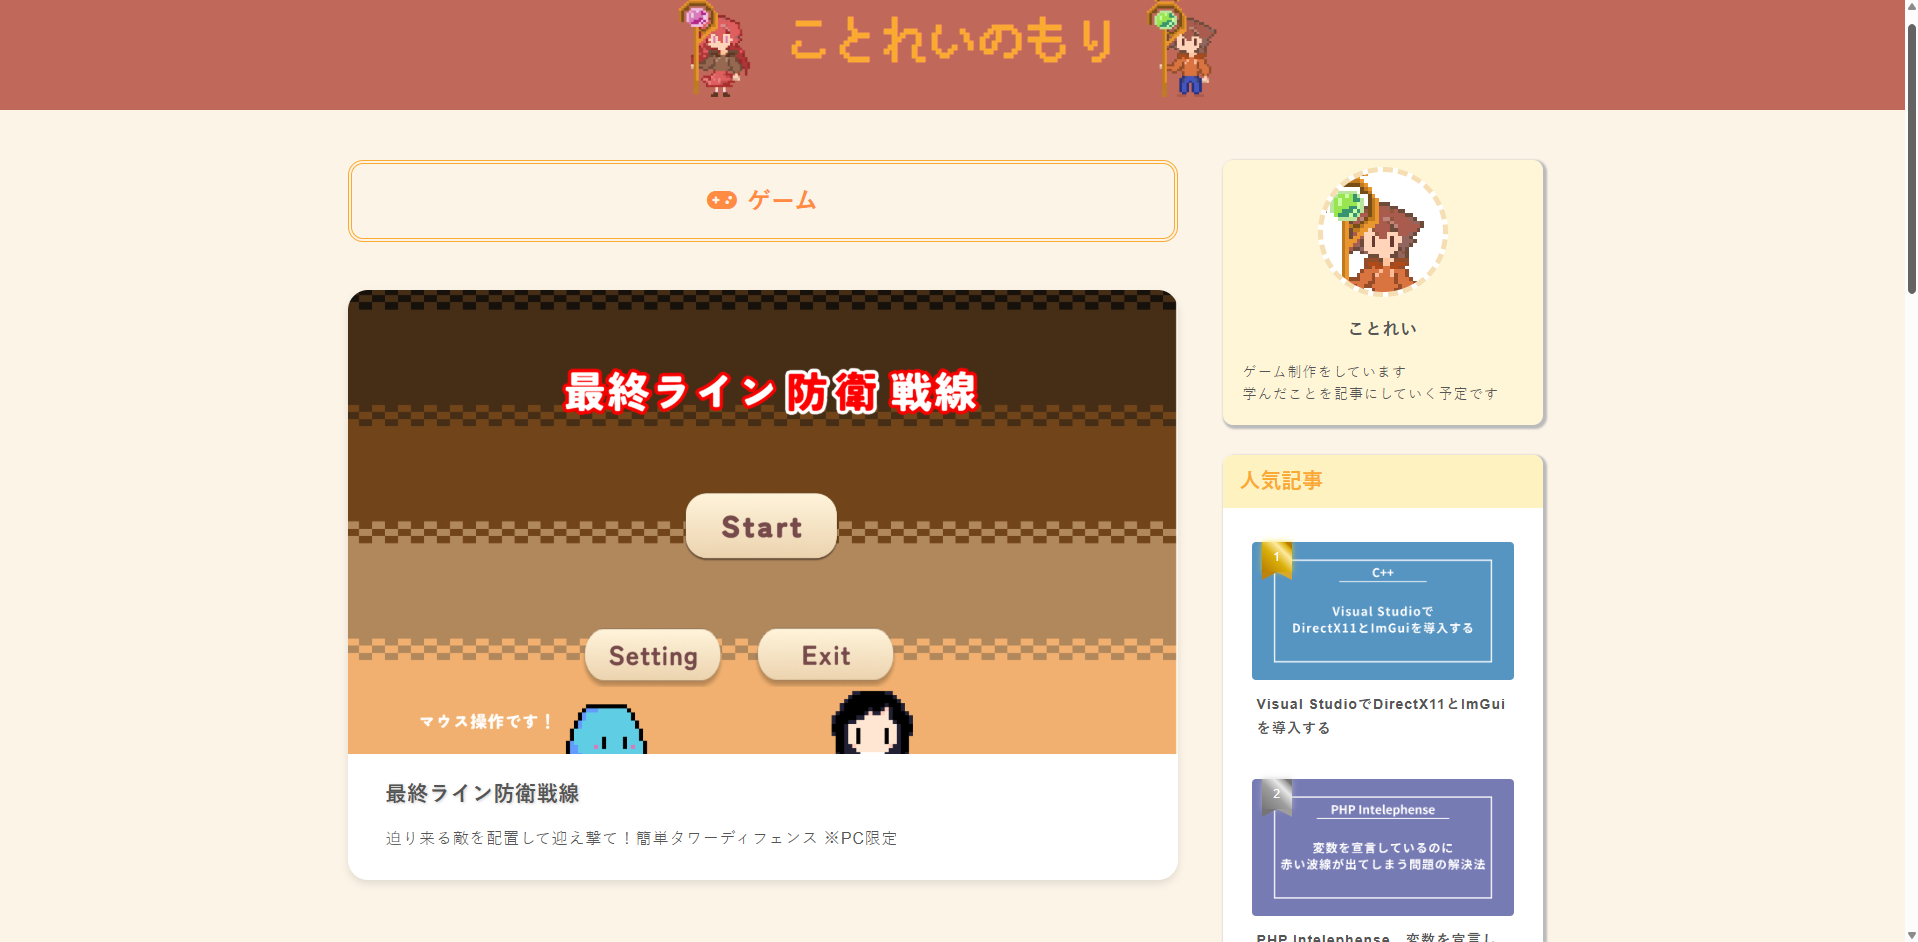 ことれいのもり
ゲーム
最終ライン防衛戦線
Start
Setting
Exit
マウス操作です！
最終ライン防衛戦線
迫り来る敵を配置して迎え撃て！簡単タワーディフェンス ※PC限定
ことれい
ゲーム制作をしています
学んだことを記事にしていく予定です
人気記事
1
C++
Visual Studioで
DirectX11とImGuiを導入する
Visual StudioでDirectX11とImGui
を導入する
2
PHP Intelephense
変数を宣言しているのに
赤い波線が出てしまう問題の解決法
PHP Intelephense　変数を宣言し